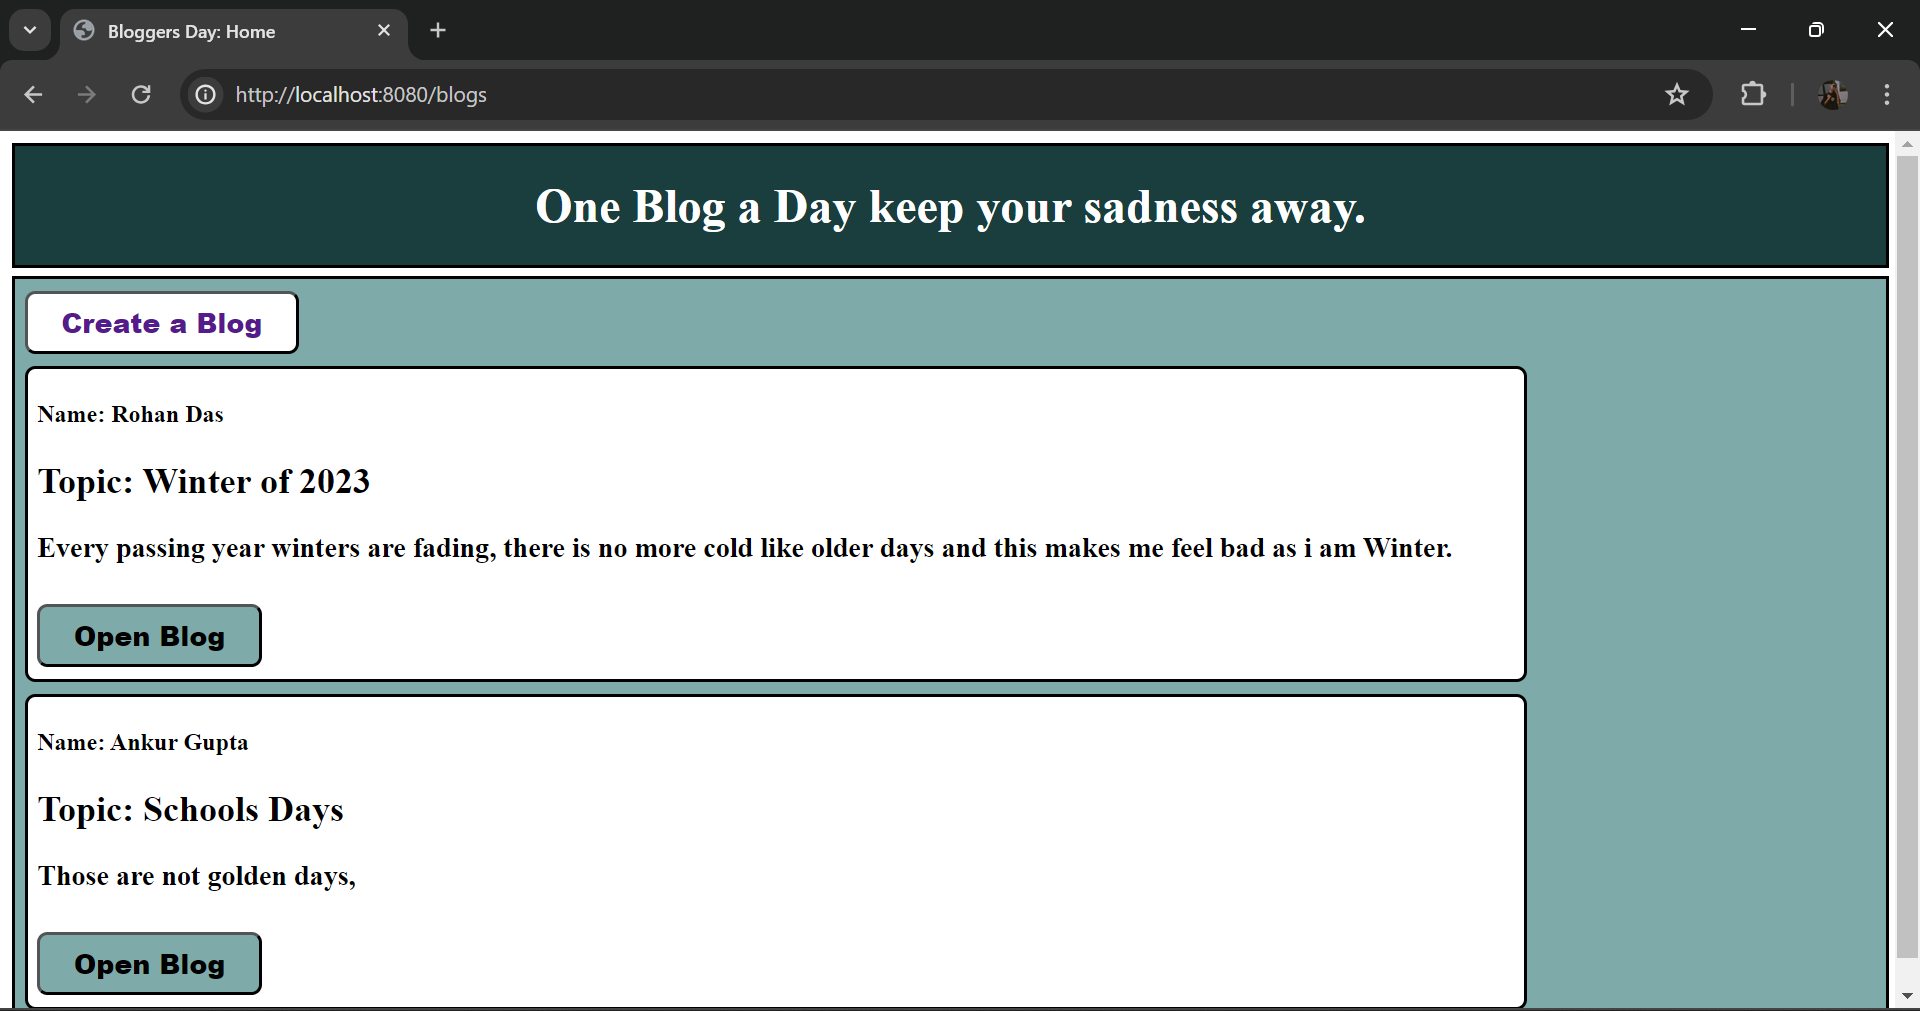 Bloggers Day: Home
http://localhost:8080/blogs
One Blog a Day keep your sadness away.
Create a Blog
Name: Rohan Das
Topic: Winter of 2023
Every passing year winters are fading, there is no more cold like older days and this makes me feel bad as i am Winter.
Open Blog
Name: Ankur Gupta
Topic: Schools Days
Those are not golden days,
Open Blog